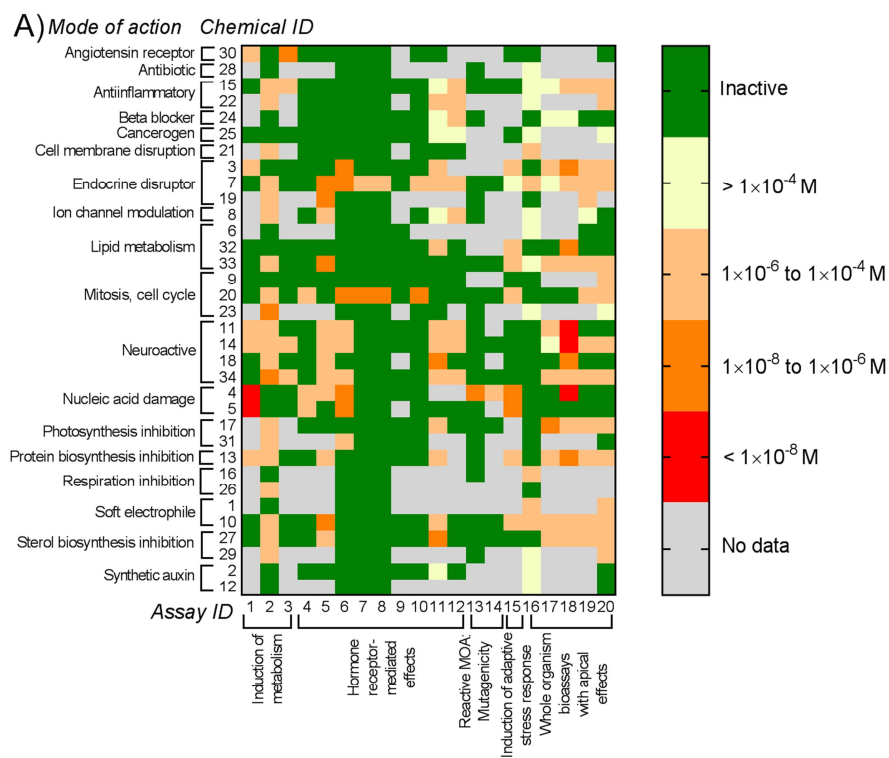 A) Mode of action Chemical ID
Angiotensin receptor 30
Antibiotic 28
Antiinflammatory 15
22
Beta blocker 24
Cancerogen 25
Cell membrane disruption 21
Endocrine disruptor 3
7
19
Ion channel modulation 8
Lipid metabolism 6
32
33
Mitosis, cell cycle 9
20
23
Neuroactive 11
14
18
34
Nucleic acid damage 4
5
Photosynthesis inhibition 17
31
Protein biosynthesis inhibition 13
Respiration inhibition 16
26
Soft electrophile 1
10
Sterol biosynthesis inhibition 27
29
Synthetic auxin 2
12
Assay ID 1 2 3 4 5 6 7 8 9 10 11 12 13 14 15 16 17 18 19 20
Induction of
metabolism
Hormone
receptor-
mediated
effects
Reactive MOA:
Mutagenicity
Induction of adaptive
stress response
Whole organism
bioassays
with apical
effects
Inactive
> 1×10⁻⁴ M
1×10⁻⁶ to 1×10⁻⁴ M
1×10⁻⁸ to 1×10⁻⁶ M
< 1×10⁻⁸ M
No data